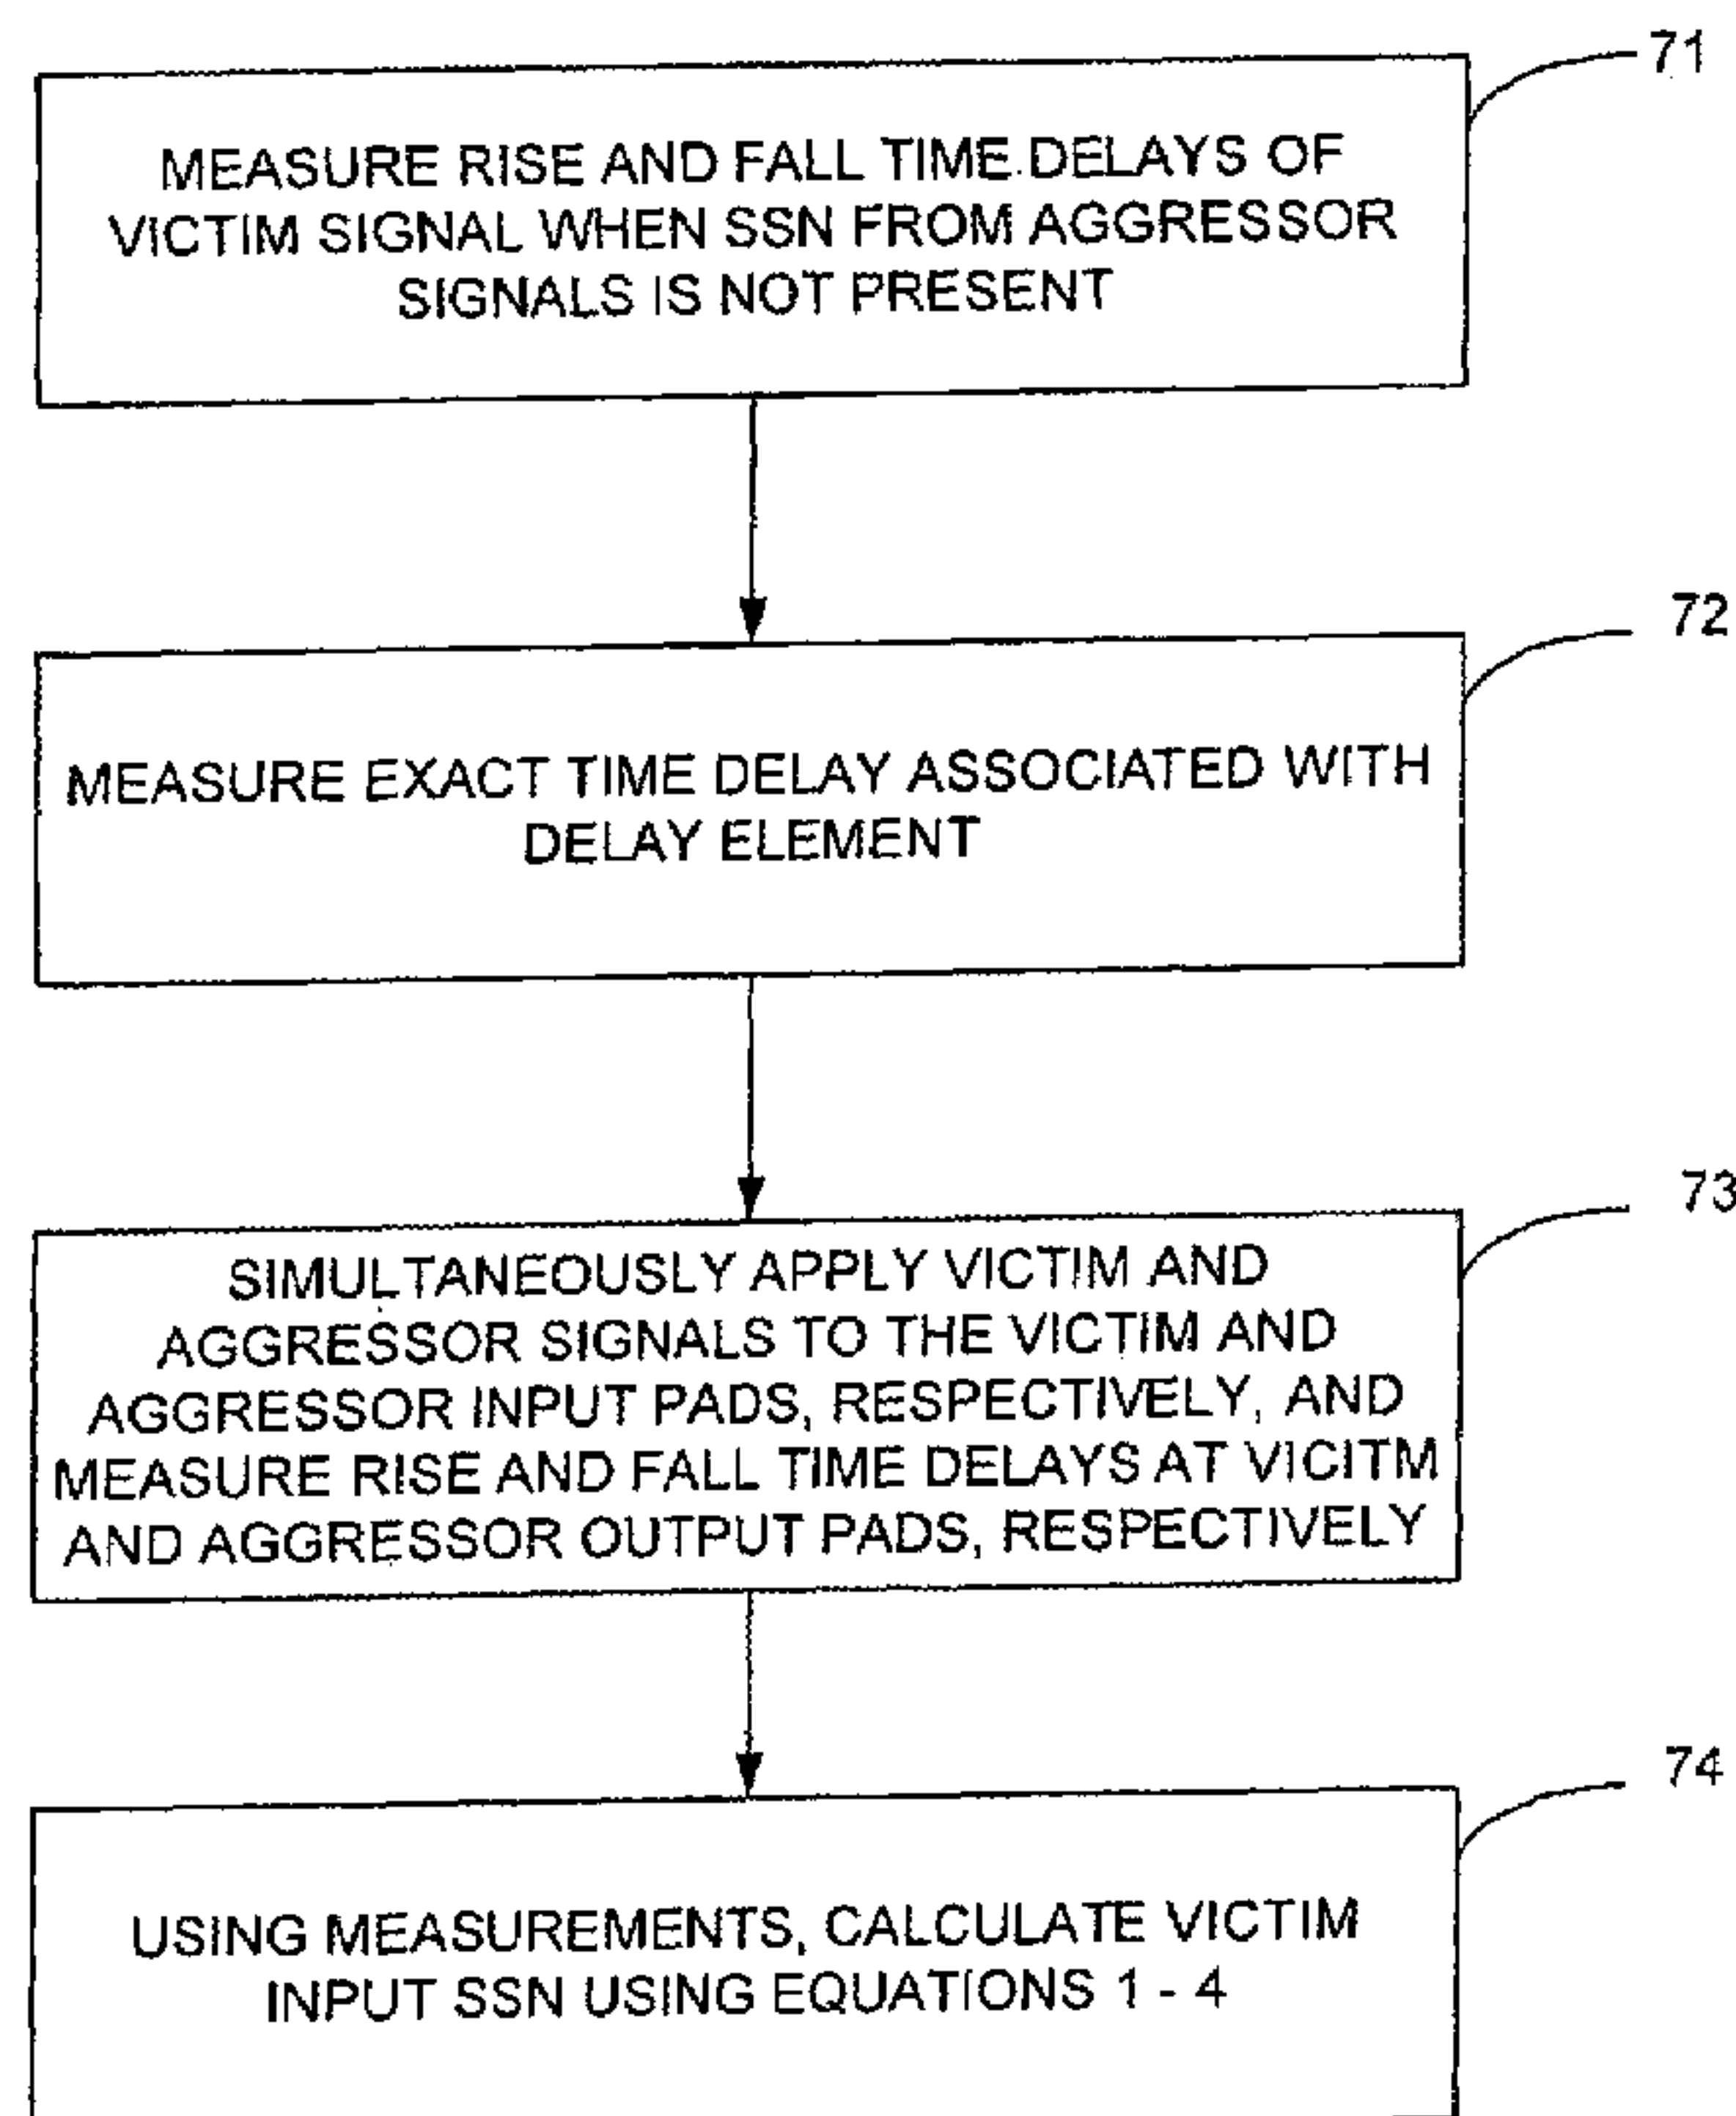 71
MEASURE RISE AND FALL TIME DELAYS OF
VICTIM SIGNAL WHEN SSN FROM AGGRESSOR
SIGNALS IS NOT PRESENT
72
MEASURE EXACT TIME DELAY ASSOCIATED WITH
DELAY ELEMENT
73
SIMULTANEOUSLY APPLY VICTIM AND
AGGRESSOR SIGNALS TO THE VICTIM AND
AGGRESSOR INPUT PADS, RESPECTIVELY, AND
MEASURE RISE AND FALL TIME DELAYS AT VICITM
AND AGGRESSOR OUTPUT PADS, RESPECTIVELY
74
USING MEASUREMENTS, CALCULATE VICTIM
INPUT SSN USING EQUATIONS 1 - 4